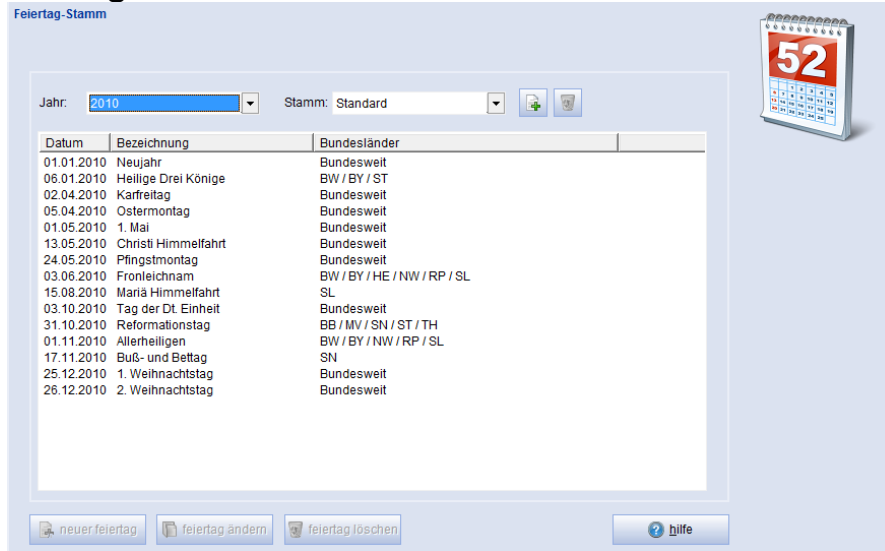 Feiertag-Stamm
52
Jahr: 2010 Stamm: Standard
Datum Bezeichnung Bundesländer
01.01.2010 Neujahr Bundesweit
06.01.2010 Heilige Drei Könige BW / BY / ST
02.04.2010 Karfreitag Bundesweit
05.04.2010 Ostermontag Bundesweit
01.05.2010 1. Mai Bundesweit
13.05.2010 Christi Himmelfahrt Bundesweit
24.05.2010 Pfingstmontag Bundesweit
03.06.2010 Fronleichnam BW / BY / HE / NW / RP / SL
15.08.2010 Mariä Himmelfahrt SL
03.10.2010 Tag der Dt. Einheit Bundesweit
31.10.2010 Reformationstag BB / MV / SN / ST / TH
01.11.2010 Allerheiligen BW / BY / NW / RP / SL
17.11.2010 Buß- und Bettag SN
25.12.2010 1. Weihnachtstag Bundesweit
26.12.2010 2. Weihnachtstag Bundesweit
neuer feiertag feiertag ändern feiertag löschen hilfe